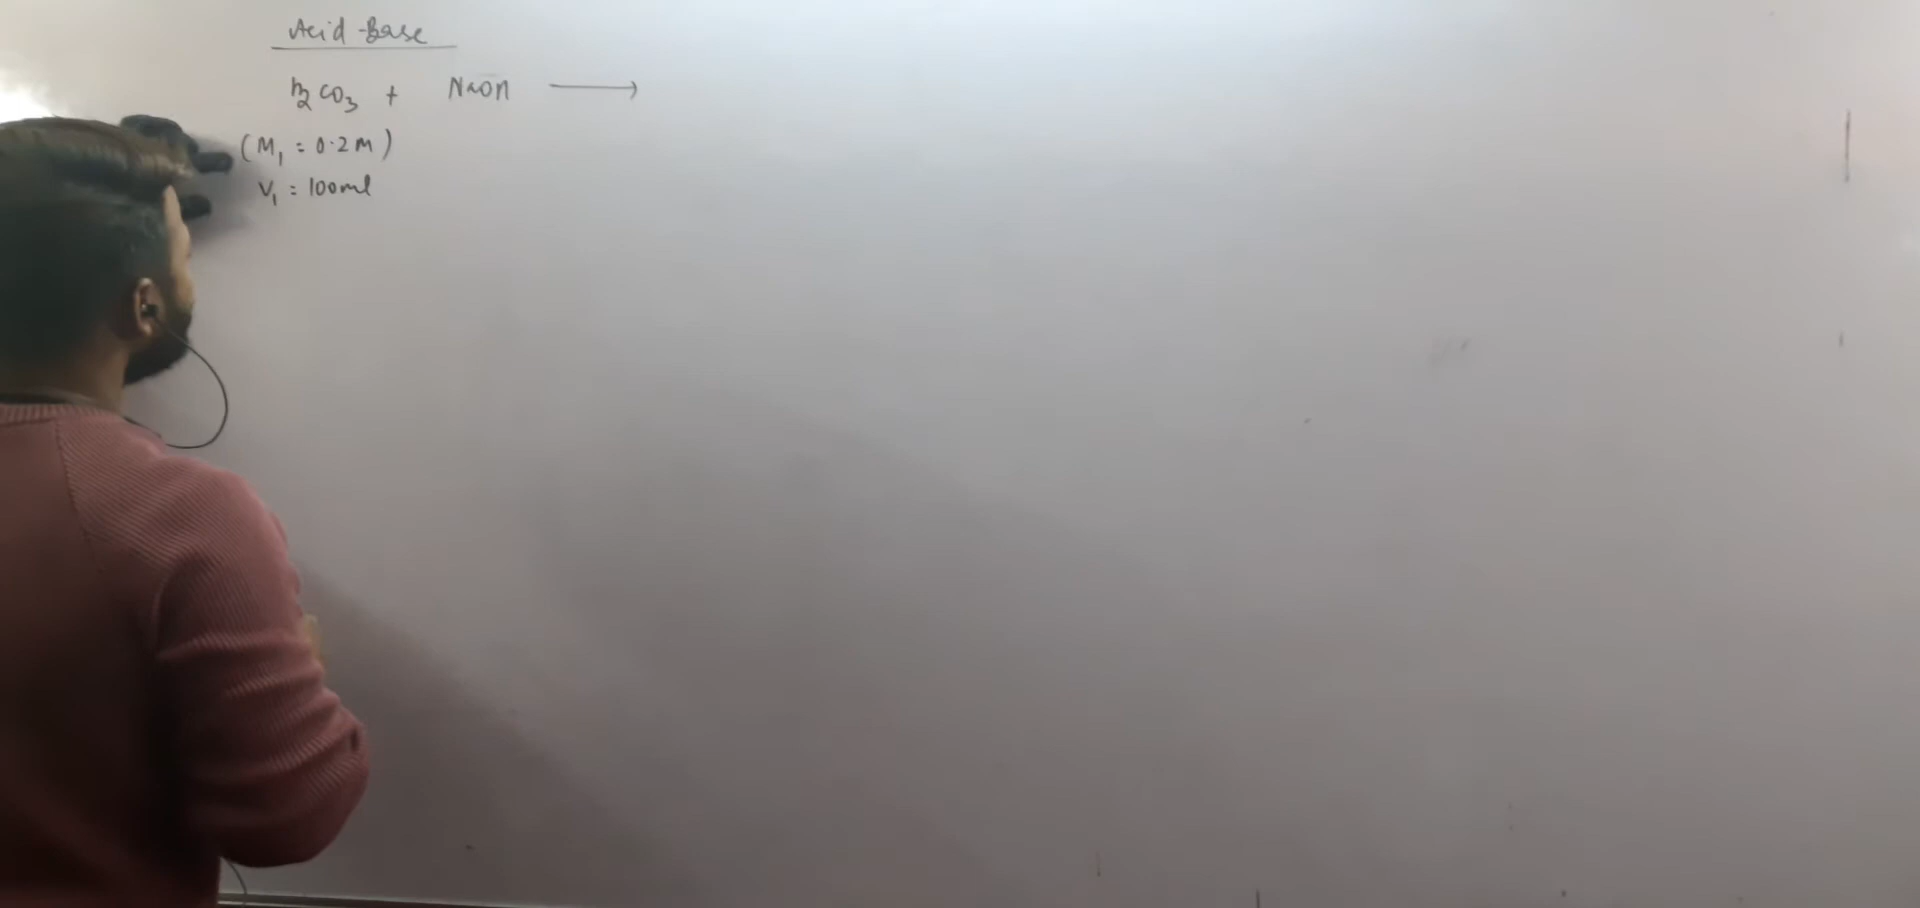 Acid-Base
H2CO3 + NaOH ⟶
(M1 = 0.2M)
V1 = 100ml